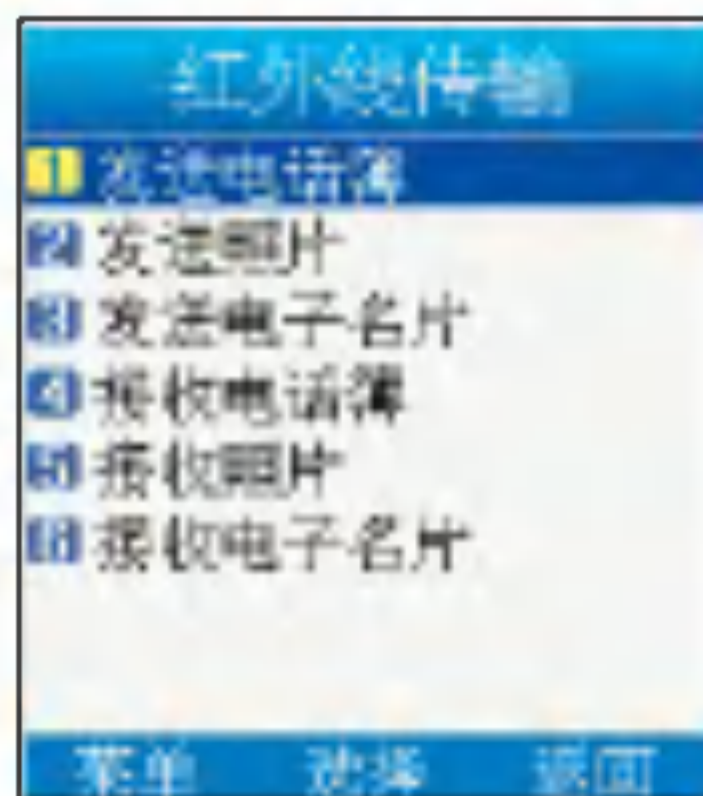 红外线传输
1 发送电话簿
2 发送照片
3 发送电子名片
4 接收电话簿
5 接收照片
6 接收电子名片
菜单 选择 返回